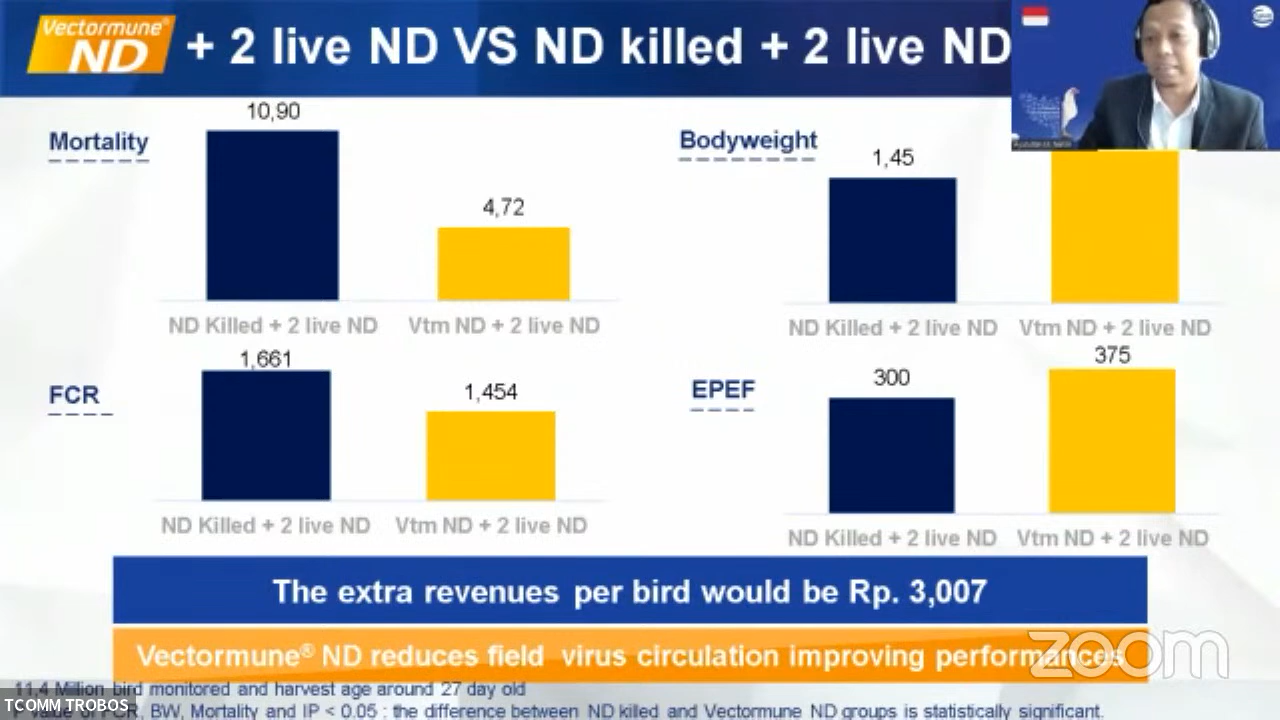 Vectormune®
ND + 2 live ND VS ND killed + 2 live ND
Mortality
10,90
4,72
ND Killed + 2 live ND Vtm ND + 2 live ND
Bodyweight
1,45
ND Killed + 2 live ND Vtm ND + 2 live ND
FCR
1,661
1,454
ND Killed + 2 live ND Vtm ND + 2 live ND
EPEF
300
375
ND Killed + 2 live ND Vtm ND + 2 live ND
The extra revenues per bird would be Rp. 3,007
Vectormune® ND reduces field virus circulation improving performances
zoom
11,4 Million bird monitored and harvest age around 27 day old
TCOMM TROBOS
of FCR, BW, Mortality and IP < 0.05 : the difference between ND killed and Vectormune ND groups is statistically significant.